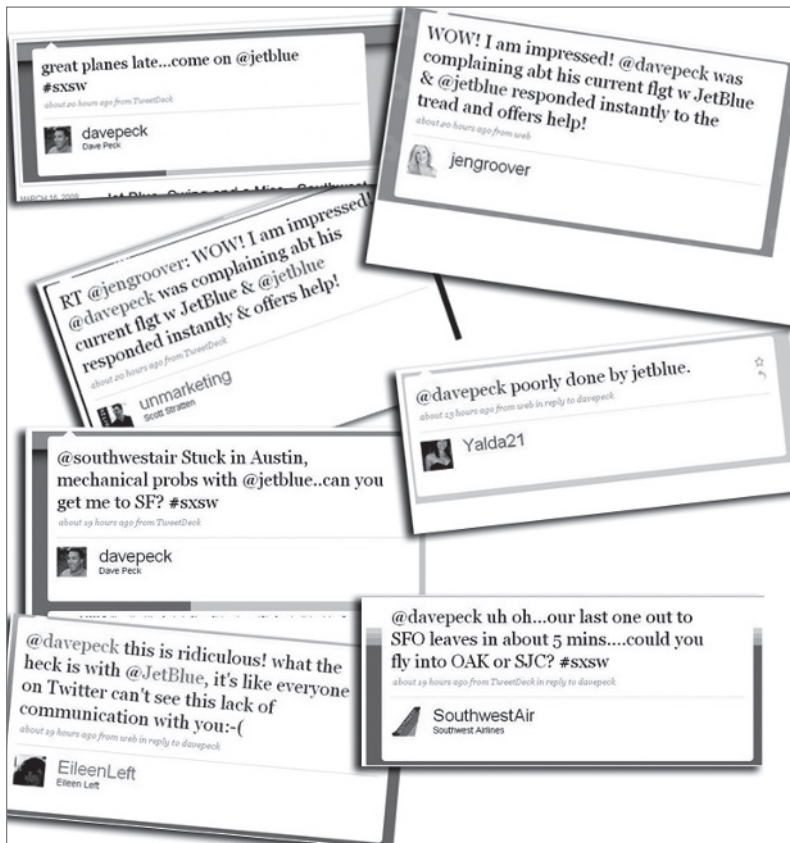 great planes late...come on @jetblue
#sxsw
about 20 hours ago from TweetDeck
davepeck
Dave Peck
MARCH 16, 2009
WOW! I am impressed! @davepeck was
complaining abt his current flgt w JetBlue
& @jetblue responded instantly to the
tread and offers help!
about 20 hours ago from web
jengroover
RT @jengroover: WOW! I am impressed!
@davepeck was complaining abt his
current flgt w JetBlue & @jetblue
responded instantly & offers help!
about 20 hours ago from TweetDeck
unmarketing
Scott Stratten
@davepeck poorly done by jetblue.
about 23 hours ago from web in reply to davepeck
Yalda21
@southwestair Stuck in Austin,
mechanical probs with @jetblue..can you
get me to SF? #sxsw
about 19 hours ago from TweetDeck
davepeck
Dave Peck
@davepeck this is ridiculous! what the
heck is with @JetBlue, it's like everyone
on Twitter can't see this lack of
communication with you:-(
about 19 hours ago from web in reply to davepeck
EileenLeft
Eileen Left
@davepeck uh oh...our last one out to
SFO leaves in about 5 mins....could you
fly into OAK or SJC? #sxsw
about 19 hours ago from TweetDeck in reply to davepeck
SouthwestAir
Southwest Airlines